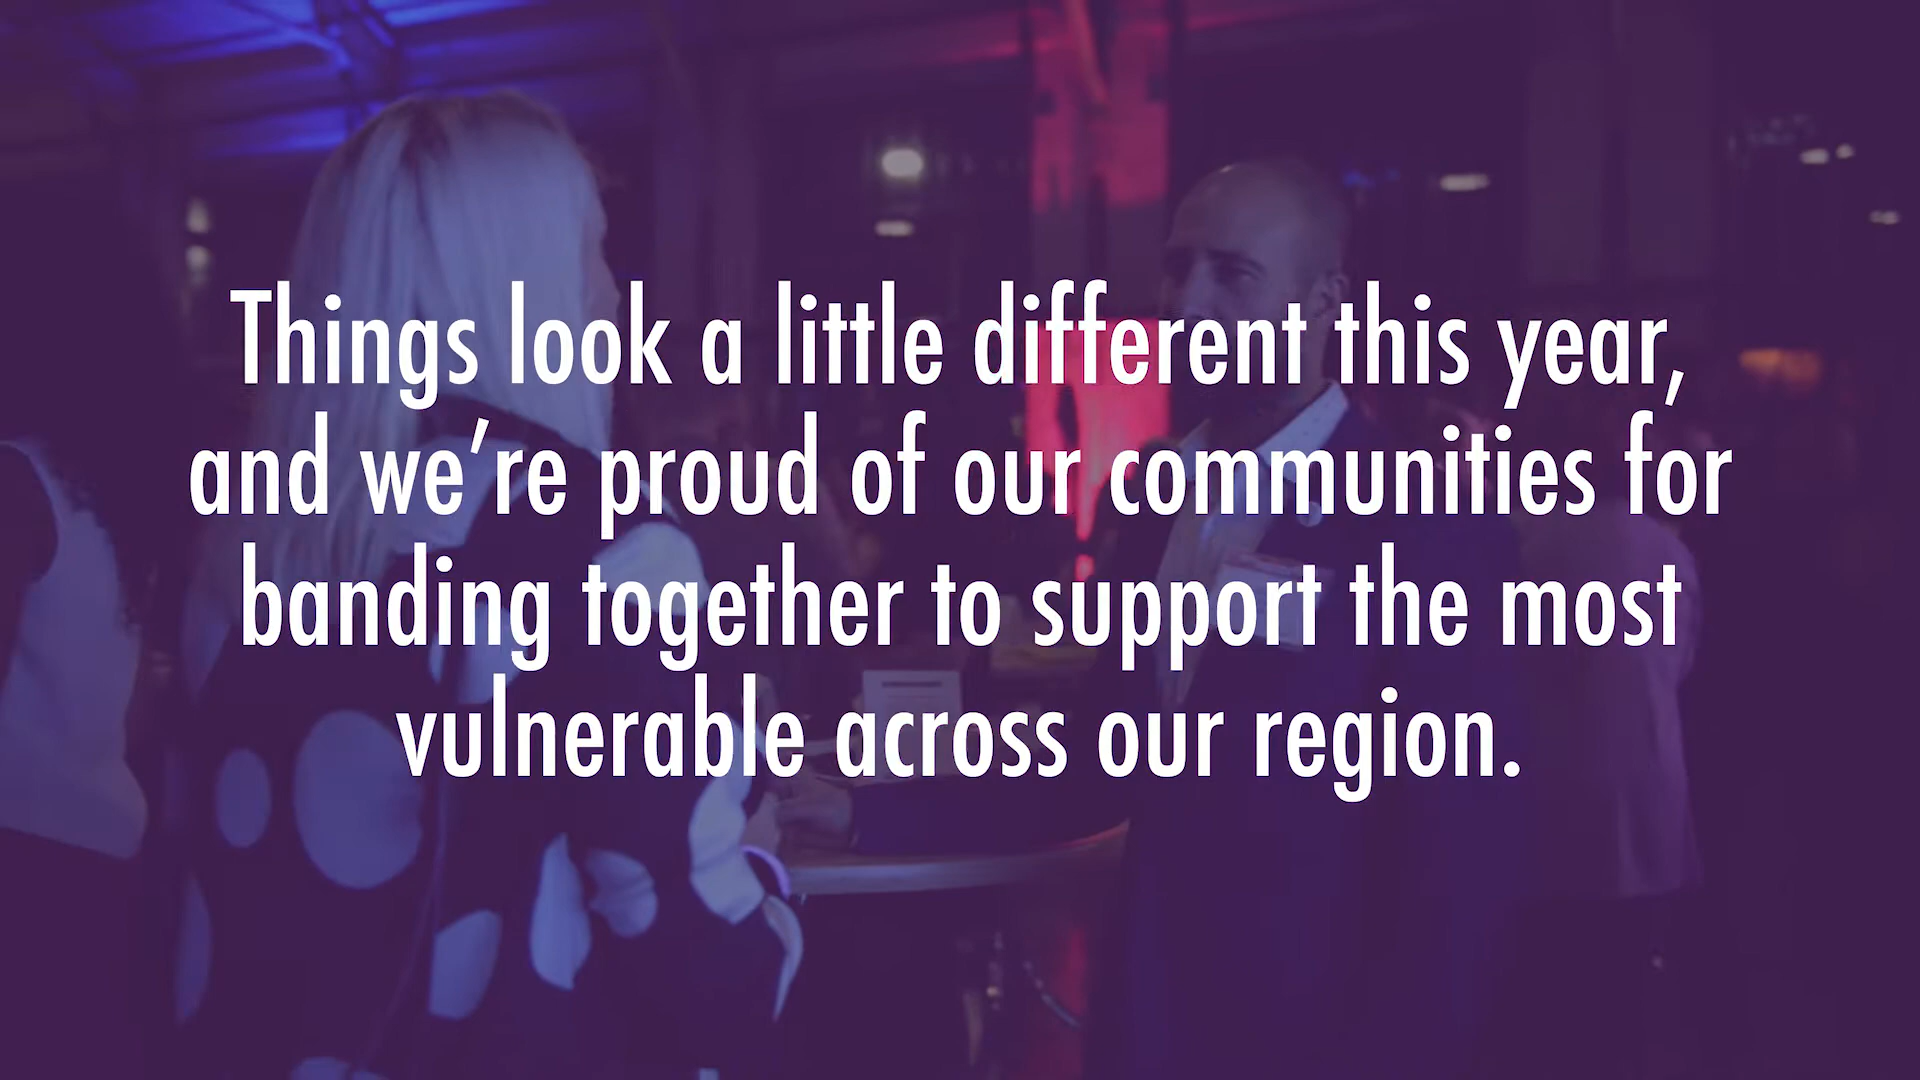 Things look a little different this year,
and we’re proud of our communities for
banding together to support the most
vulnerable across our region.